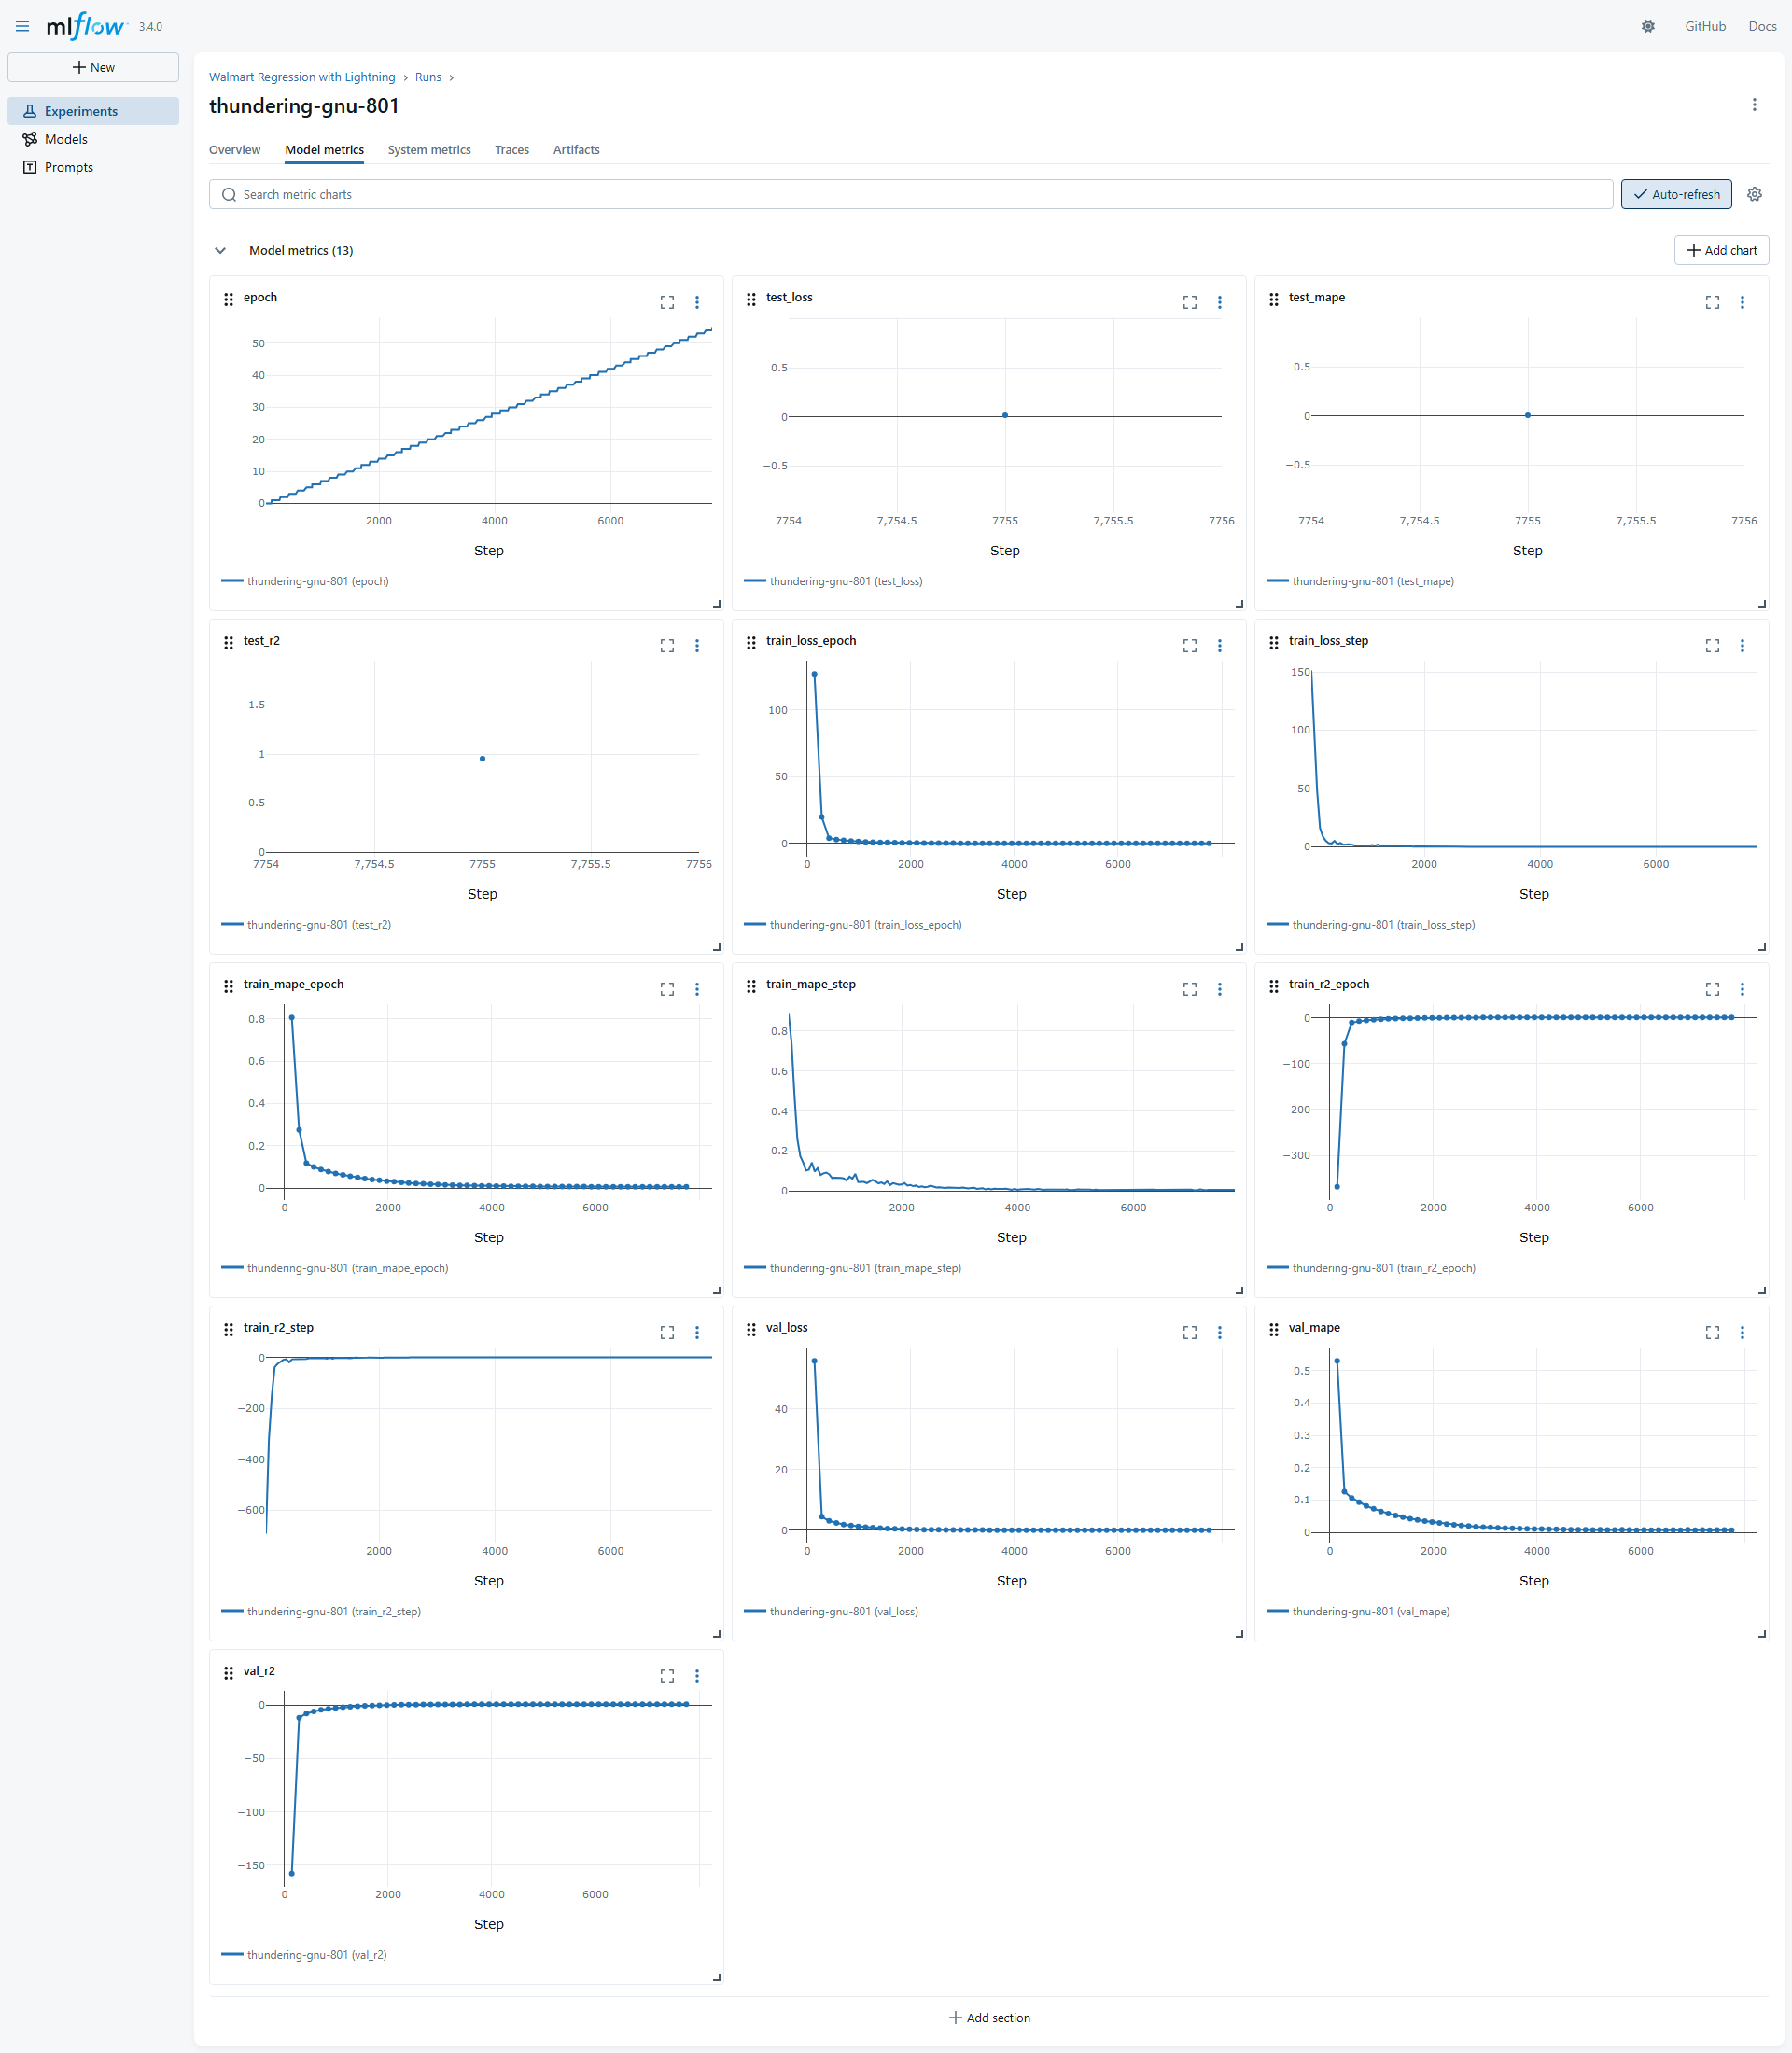 mlflow 3.4.0
GitHub Docs
New
Experiments
Models
Prompts
Walmart Regression with Lightning › Runs ›
thundering-gnu-801
Overview Model metrics System metrics Traces Artifacts
Search metric charts
Auto-refresh
Model metrics (13)
Add chart
epoch
50
40
30
20
10
0
2000 4000 6000
Step
thundering-gnu-801 (epoch)
test_loss
0.5
0
−0.5
7754 7,754.5 7755 7,755.5 7756
Step
thundering-gnu-801 (test_loss)
test_mape
0.5
0
−0.5
7754 7,754.5 7755 7,755.5 7756
Step
thundering-gnu-801 (test_mape)
test_r2
1.5
1
0.5
0
7754 7,754.5 7755 7,755.5 7756
Step
thundering-gnu-801 (test_r2)
train_loss_epoch
100
50
0
0 2000 4000 6000
Step
thundering-gnu-801 (train_loss_epoch)
train_loss_step
150
100
50
0
2000 4000 6000
Step
thundering-gnu-801 (train_loss_step)
train_mape_epoch
0.8
0.6
0.4
0.2
0
0 2000 4000 6000
Step
thundering-gnu-801 (train_mape_epoch)
train_mape_step
0.8
0.6
0.4
0.2
0
2000 4000 6000
Step
thundering-gnu-801 (train_mape_step)
train_r2_epoch
0
−100
−200
−300
0 2000 4000 6000
Step
thundering-gnu-801 (train_r2_epoch)
train_r2_step
0
−200
−400
−600
2000 4000 6000
Step
thundering-gnu-801 (train_r2_step)
val_loss
40
20
0
0 2000 4000 6000
Step
thundering-gnu-801 (val_loss)
val_mape
0.5
0.4
0.3
0.2
0.1
0
0 2000 4000 6000
Step
thundering-gnu-801 (val_mape)
val_r2
0
−50
−100
−150
0 2000 4000 6000
Step
thundering-gnu-801 (val_r2)
Add section